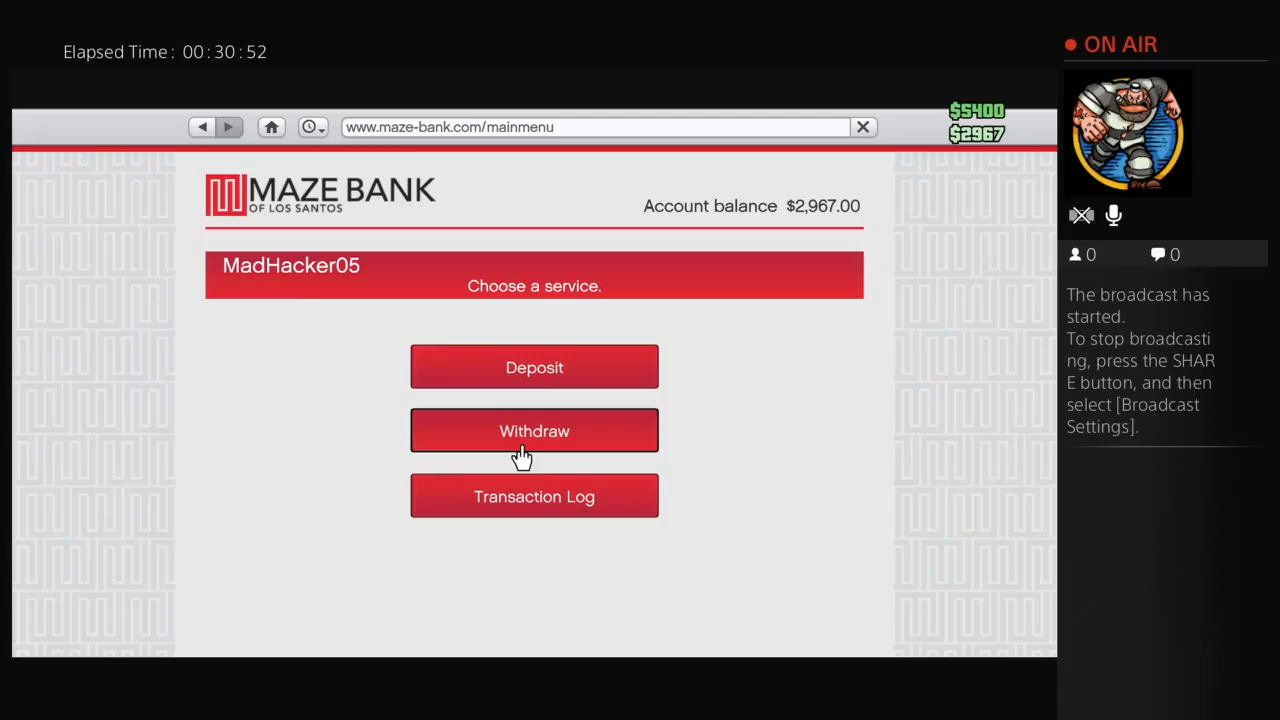 Elapsed Time: 00:30:52
ON AIR
www.maze-bank.com/mainmenu
$5400
$2967
MAZE BANK
OF LOS SANTOS
Account balance $2,967.00
MadHacker05
Choose a service.
Deposit
Withdraw
Transaction Log
0
0
The broadcast has
started.
To stop broadcasti
ng, press the SHAR
E button, and then
select [Broadcast
Settings].